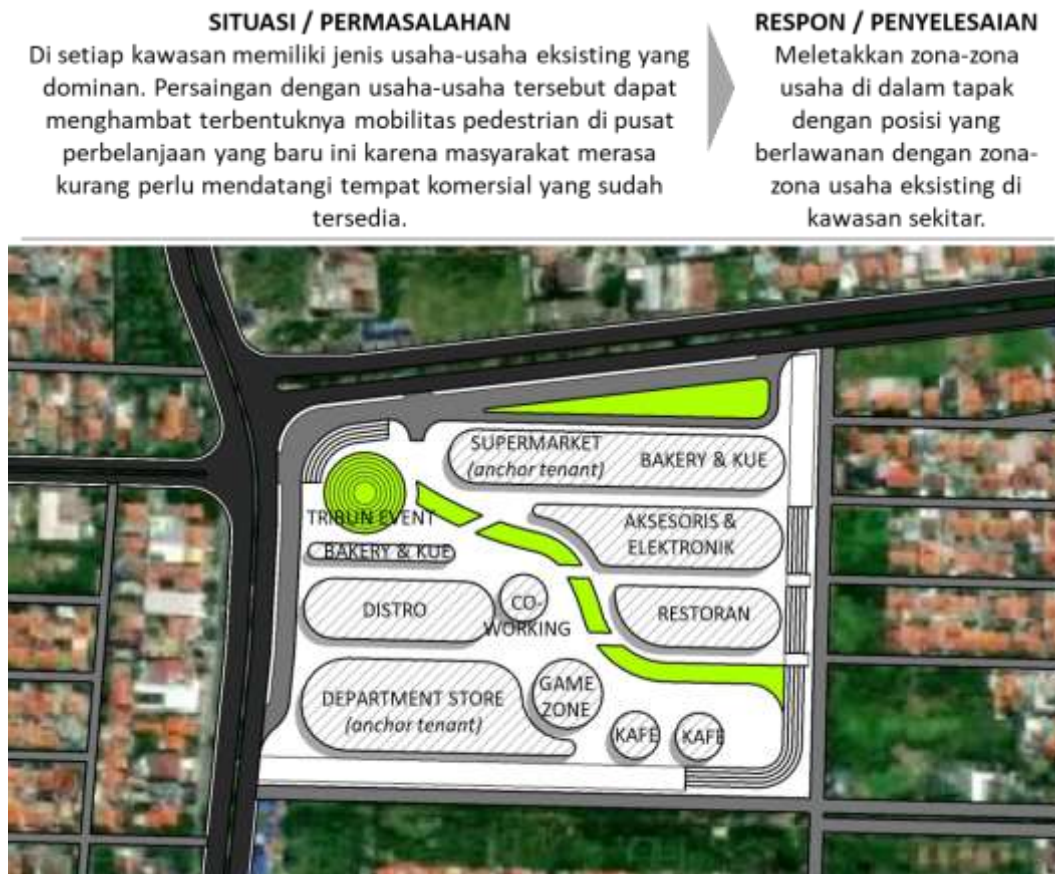 SITUASI / PERMASALAHAN
Di setiap kawasan memiliki jenis usaha-usaha eksisting yang
dominan. Persaingan dengan usaha-usaha tersebut dapat
menghambat terbentuknya mobilitas pedestrian di pusat
perbelanjaan yang baru ini karena masyarakat merasa
kurang perlu mendatangi tempat komersial yang sudah
tersedia.
RESPON / PENYELESAIAN
Meletakkan zona-zona
usaha di dalam tapak
dengan posisi yang
berlawanan dengan zona-
zona usaha eksisting di
kawasan sekitar.
SUPERMARKET
(anchor tenant)
BAKERY & KUE
TRIBUN EVENT
AKSESORIS &
ELEKTRONIK
BAKERY & KUE
DISTRO
CO-
WORKING
RESTORAN
DEPARTMENT STORE
(anchor tenant)
GAME
ZONE
KAFE
KAFE